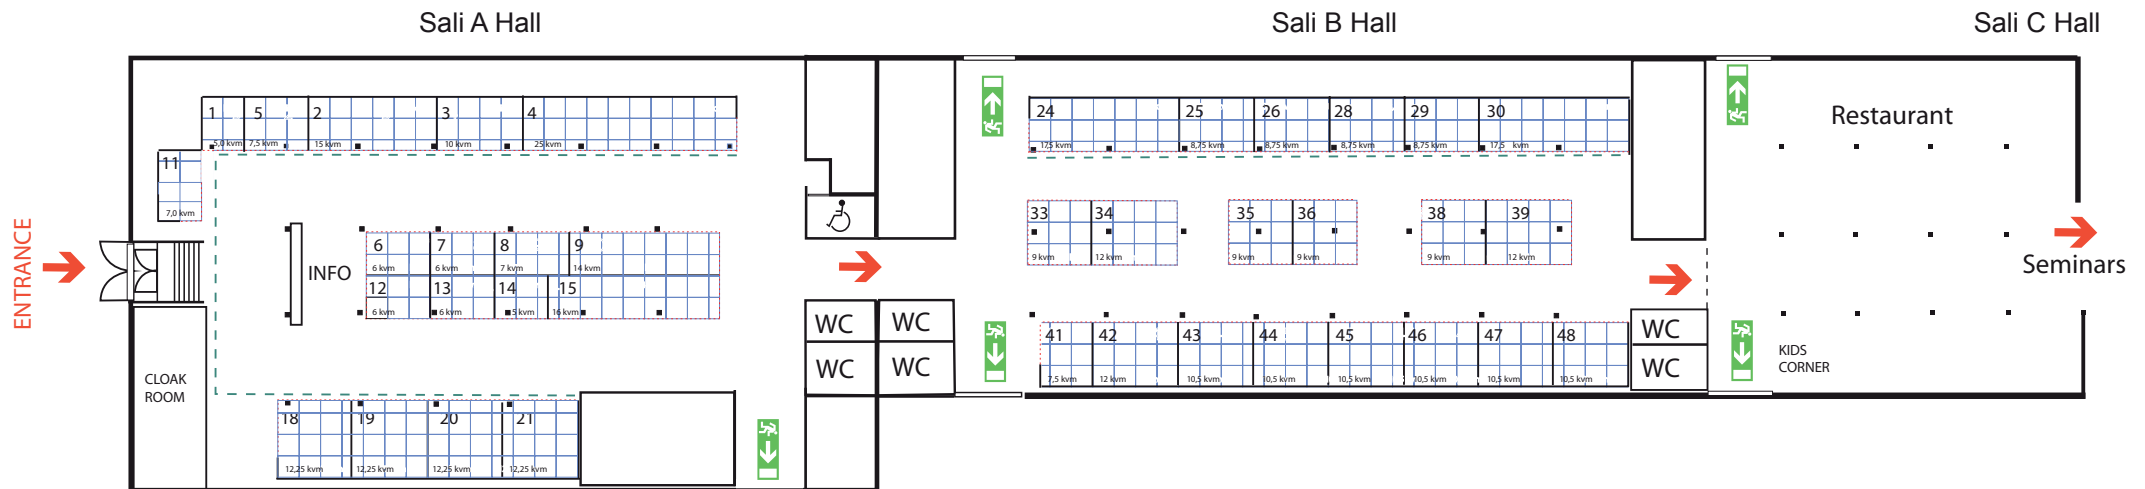 Sali A Hall
Sali B Hall
Sali C Hall
1
5
2
3
4
5,0 kvm
7,5 kvm
15 kvm
10 kvm
25 kvm
11
7,0 kvm
ENTRANCE
INFO
6
7
8
9
6 kvm
6 kvm
7 kvm
14 kvm
12
13
14
15
6 kvm
6 kvm
5 kvm
16 kvm
CLOAK
ROOM
18
19
20
21
12,25 kvm
12,25 kvm
12,25 kvm
12,25 kvm
WC
WC
WC
WC
24
25
26
28
29
30
17,5 kvm
8,75 kvm
8,75 kvm
8,75 kvm
8,75 kvm
17,5 kvm
33
34
35
36
38
39
9 kvm
12 kvm
9 kvm
9 kvm
9 kvm
12 kvm
41
42
43
44
45
46
47
48
7,5 kvm
12 kvm
10,5 kvm
10,5 kvm
10,5 kvm
10,5 kvm
10,5 kvm
10,5 kvm
WC
WC
Restaurant
Seminars
KIDS
CORNER